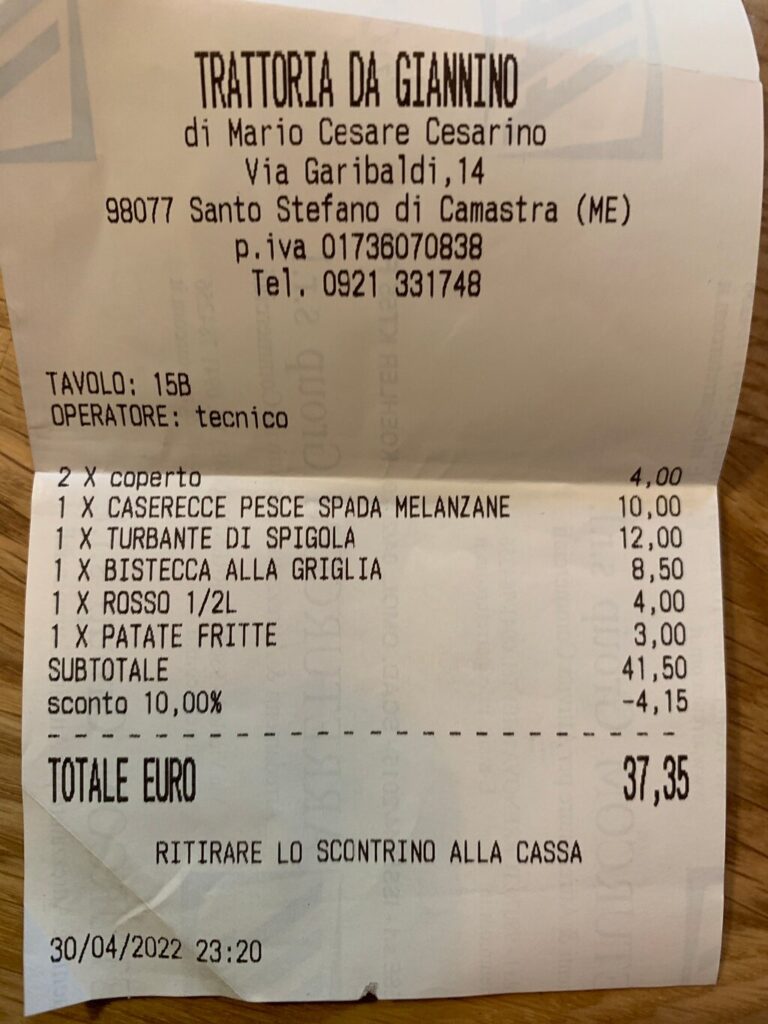 TRATTORIA DA GIANNINO
di Mario Cesare Cesarino
Via Garibaldi,14
98077 Santo Stefano di Camastra (ME)
p.iva 01736070838
Tel. 0921 331748
TAVOLO: 15B
OPERATORE: tecnico
2 X coperto 4,00
1 X CASERECCE PESCE SPADA MELANZANE 10,00
1 X TURBANTE DI SPIGOLA 12,00
1 X BISTECCA ALLA GRIGLIA 8,50
1 X ROSSO 1/2L 4,00
1 X PATATE FRITTE 3,00
SUBTOTALE 41,50
sconto 10,00% -4,15
TOTALE EURO 37,35
RITIRARE LO SCONTRINO ALLA CASSA
30/04/2022 23:20